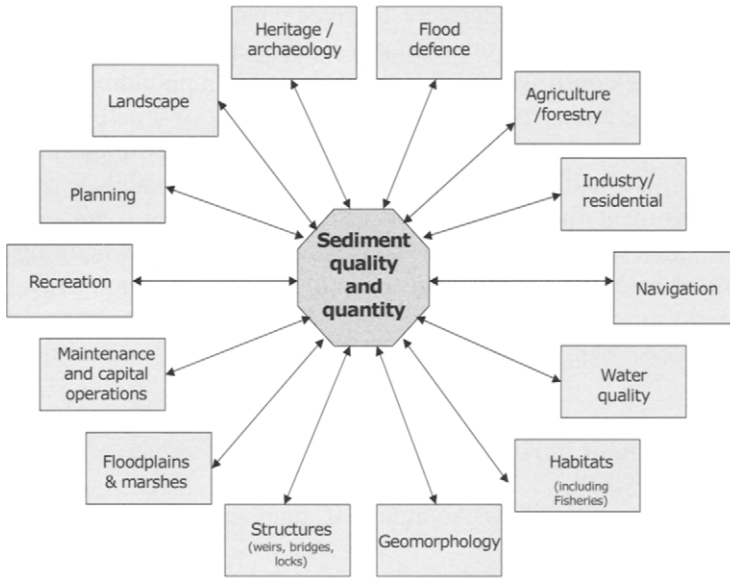 Heritage /
archaeology
Flood
defence
Landscape
Agriculture
/forestry
Planning
Industry/
residential
Sediment
quality
and
quantity
Recreation
Navigation
Maintenance
and capital
operations
Water
quality
Floodplains
& marshes
Habitats
(including
Fisheries)
Structures
(weirs, bridges,
locks)
Geomorphology